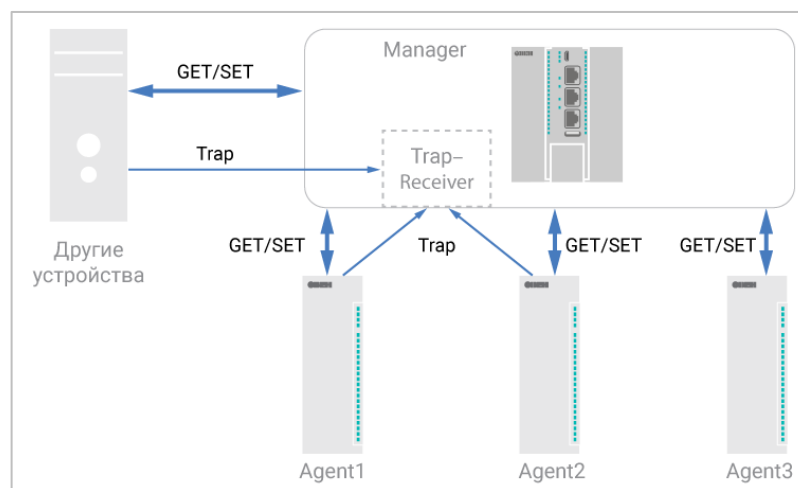 Manager
GET/SET
Trap
Trap–
Receiver
Другие
устройства
GET/SET
Trap
GET/SET
GET/SET
Agent1
Agent2
Agent3